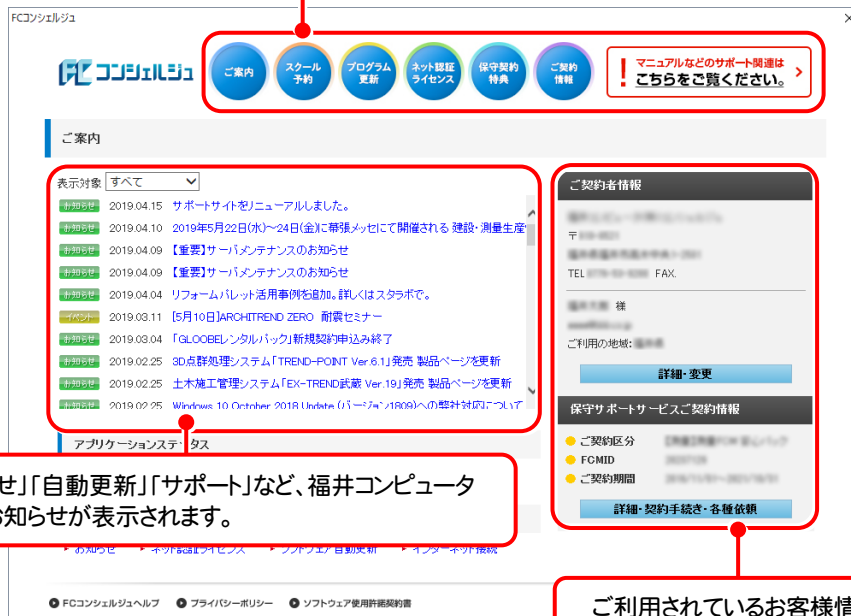 FCコンシェルジュ
FC コンシェルジュ
ご案内
スクール
予約
プログラム
更新
ネット認証
ライセンス
保守契約
特典
ご契約
情報
マニュアルなどのサポート関連は
こちらをご覧ください。
ご案内
表示対象 すべて
お知らせ 2019.04.15 サポートサイトをリニューアルしました。
お知らせ 2019.04.10 2019年5月22日(水)～24日(金)に幕張メッセにて開催される 建設・測量生産
お知らせ 2019.04.09 【重要】サーバメンテナンスのお知らせ
お知らせ 2019.04.09 【重要】サーバメンテナンスのお知らせ
お知らせ 2019.04.04 リフォームパレット活用事例を追加。詳しくはスタラボで。
イベント 2019.03.11 [5月10日]ARCHITREND ZERO 耐震セミナー
お知らせ 2019.03.04 「GLOOBEレンタルパック」新規契約申込み終了
お知らせ 2019.02.25 3D点群処理システム「TREND-POINT Ver.6.1」発売 製品ページを更新
お知らせ 2019.02.25 土木施工管理システム「EX-TREND武蔵 Ver.19」発売 製品ページを更新
お知らせ 2019.02.25 Windows 10 October 2018 Update (バージョン1809)への弊社対応について
ご契約者情報
〒
TEL FAX.
様
ご利用の地域:
詳細・変更
保守サポートサービスご契約情報
ご契約区分
FCMID
ご契約期間
詳細・契約手続き・各種依頼
アプリケーションステータス
せ」「自動更新」「サポート」など、福井コンピュータ
お知らせが表示されます。
お知らせ ネット認証ライセンス ソフトウェア自動更新 インターネット接続
FCコンシェルジュヘルプ プライバシーポリシー ソフトウェア使用許諾契約書
ご利用されているお客様情